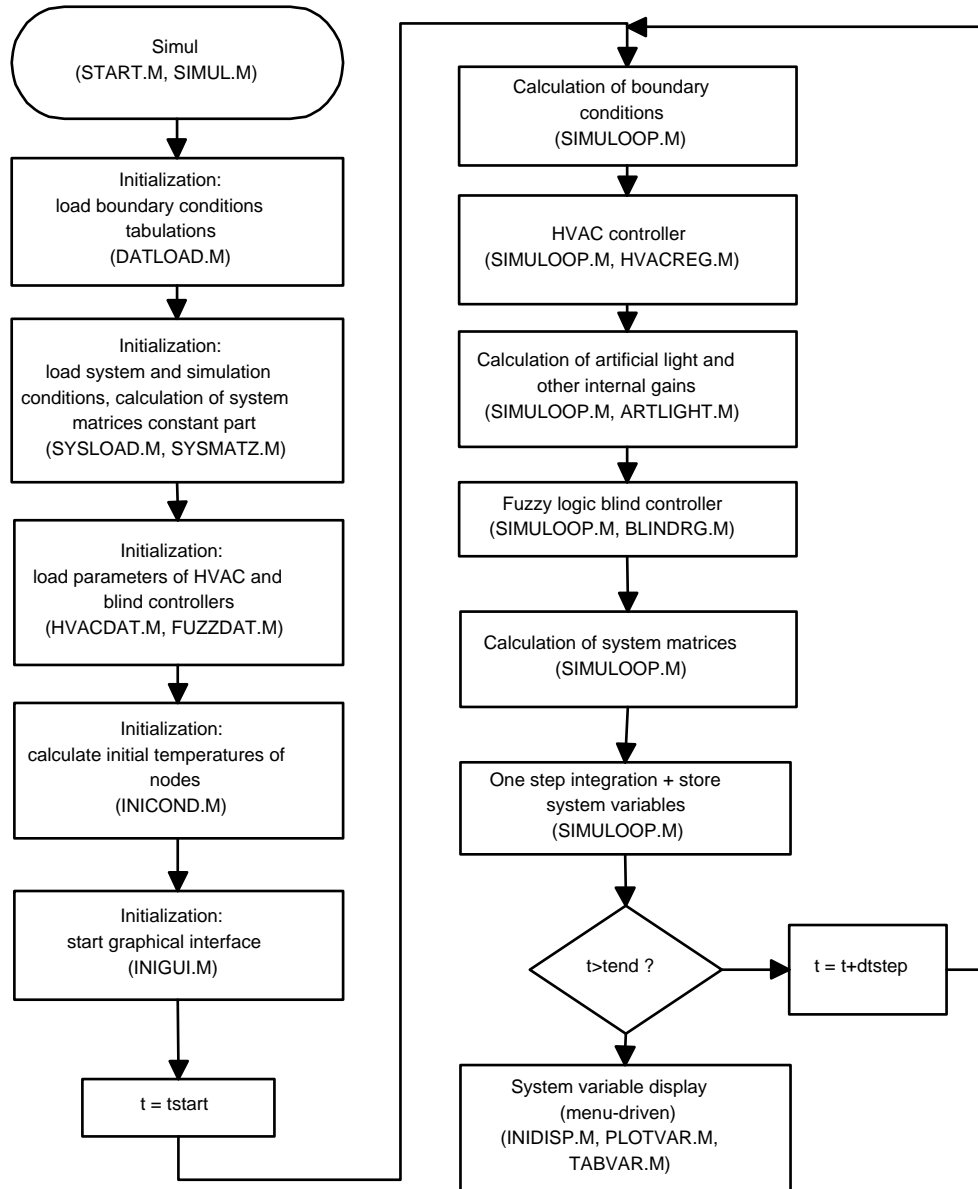 Simul
(START.M, SIMUL.M)
Initialization:
load boundary conditions
tabulations
(DATLOAD.M)
Initialization:
load system and simulation
conditions, calculation of system
matrices constant part
(SYSLOAD.M, SYSMATZ.M)
Initialization:
load parameters of HVAC and
blind controllers
(HVACDAT.M, FUZZDAT.M)
Initialization:
calculate initial temperatures of
nodes
(INICOND.M)
Initialization:
start graphical interface
(INIGUI.M)
t = tstart
Calculation of boundary
conditions
(SIMULOOP.M)
HVAC controller
(SIMULOOP.M, HVACREG.M)
Calculation of artificial light and
other internal gains
(SIMULOOP.M, ARTLIGHT.M)
Fuzzy logic blind controller
(SIMULOOP.M, BLINDRG.M)
Calculation of system matrices
(SIMULOOP.M)
One step integration + store
system variables
(SIMULOOP.M)
t>tend ?
t = t+dtstep
System variable display
(menu-driven)
(INIDISP.M, PLOTVAR.M,
TABVAR.M)